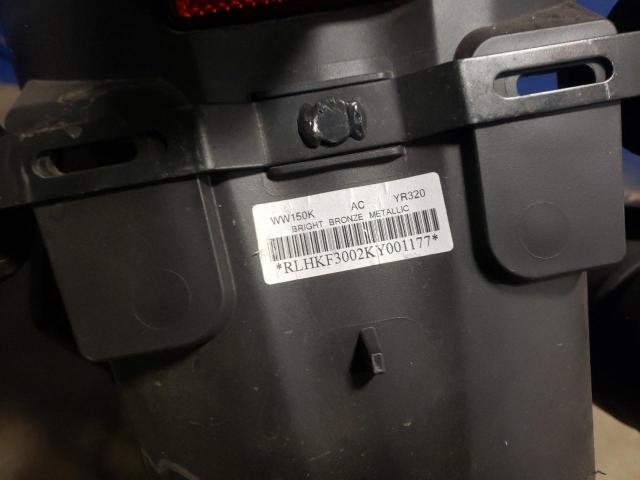 WW150K AC YR320
BRIGHT BRONZE METALLIC
*RLHKF3002KY001177*